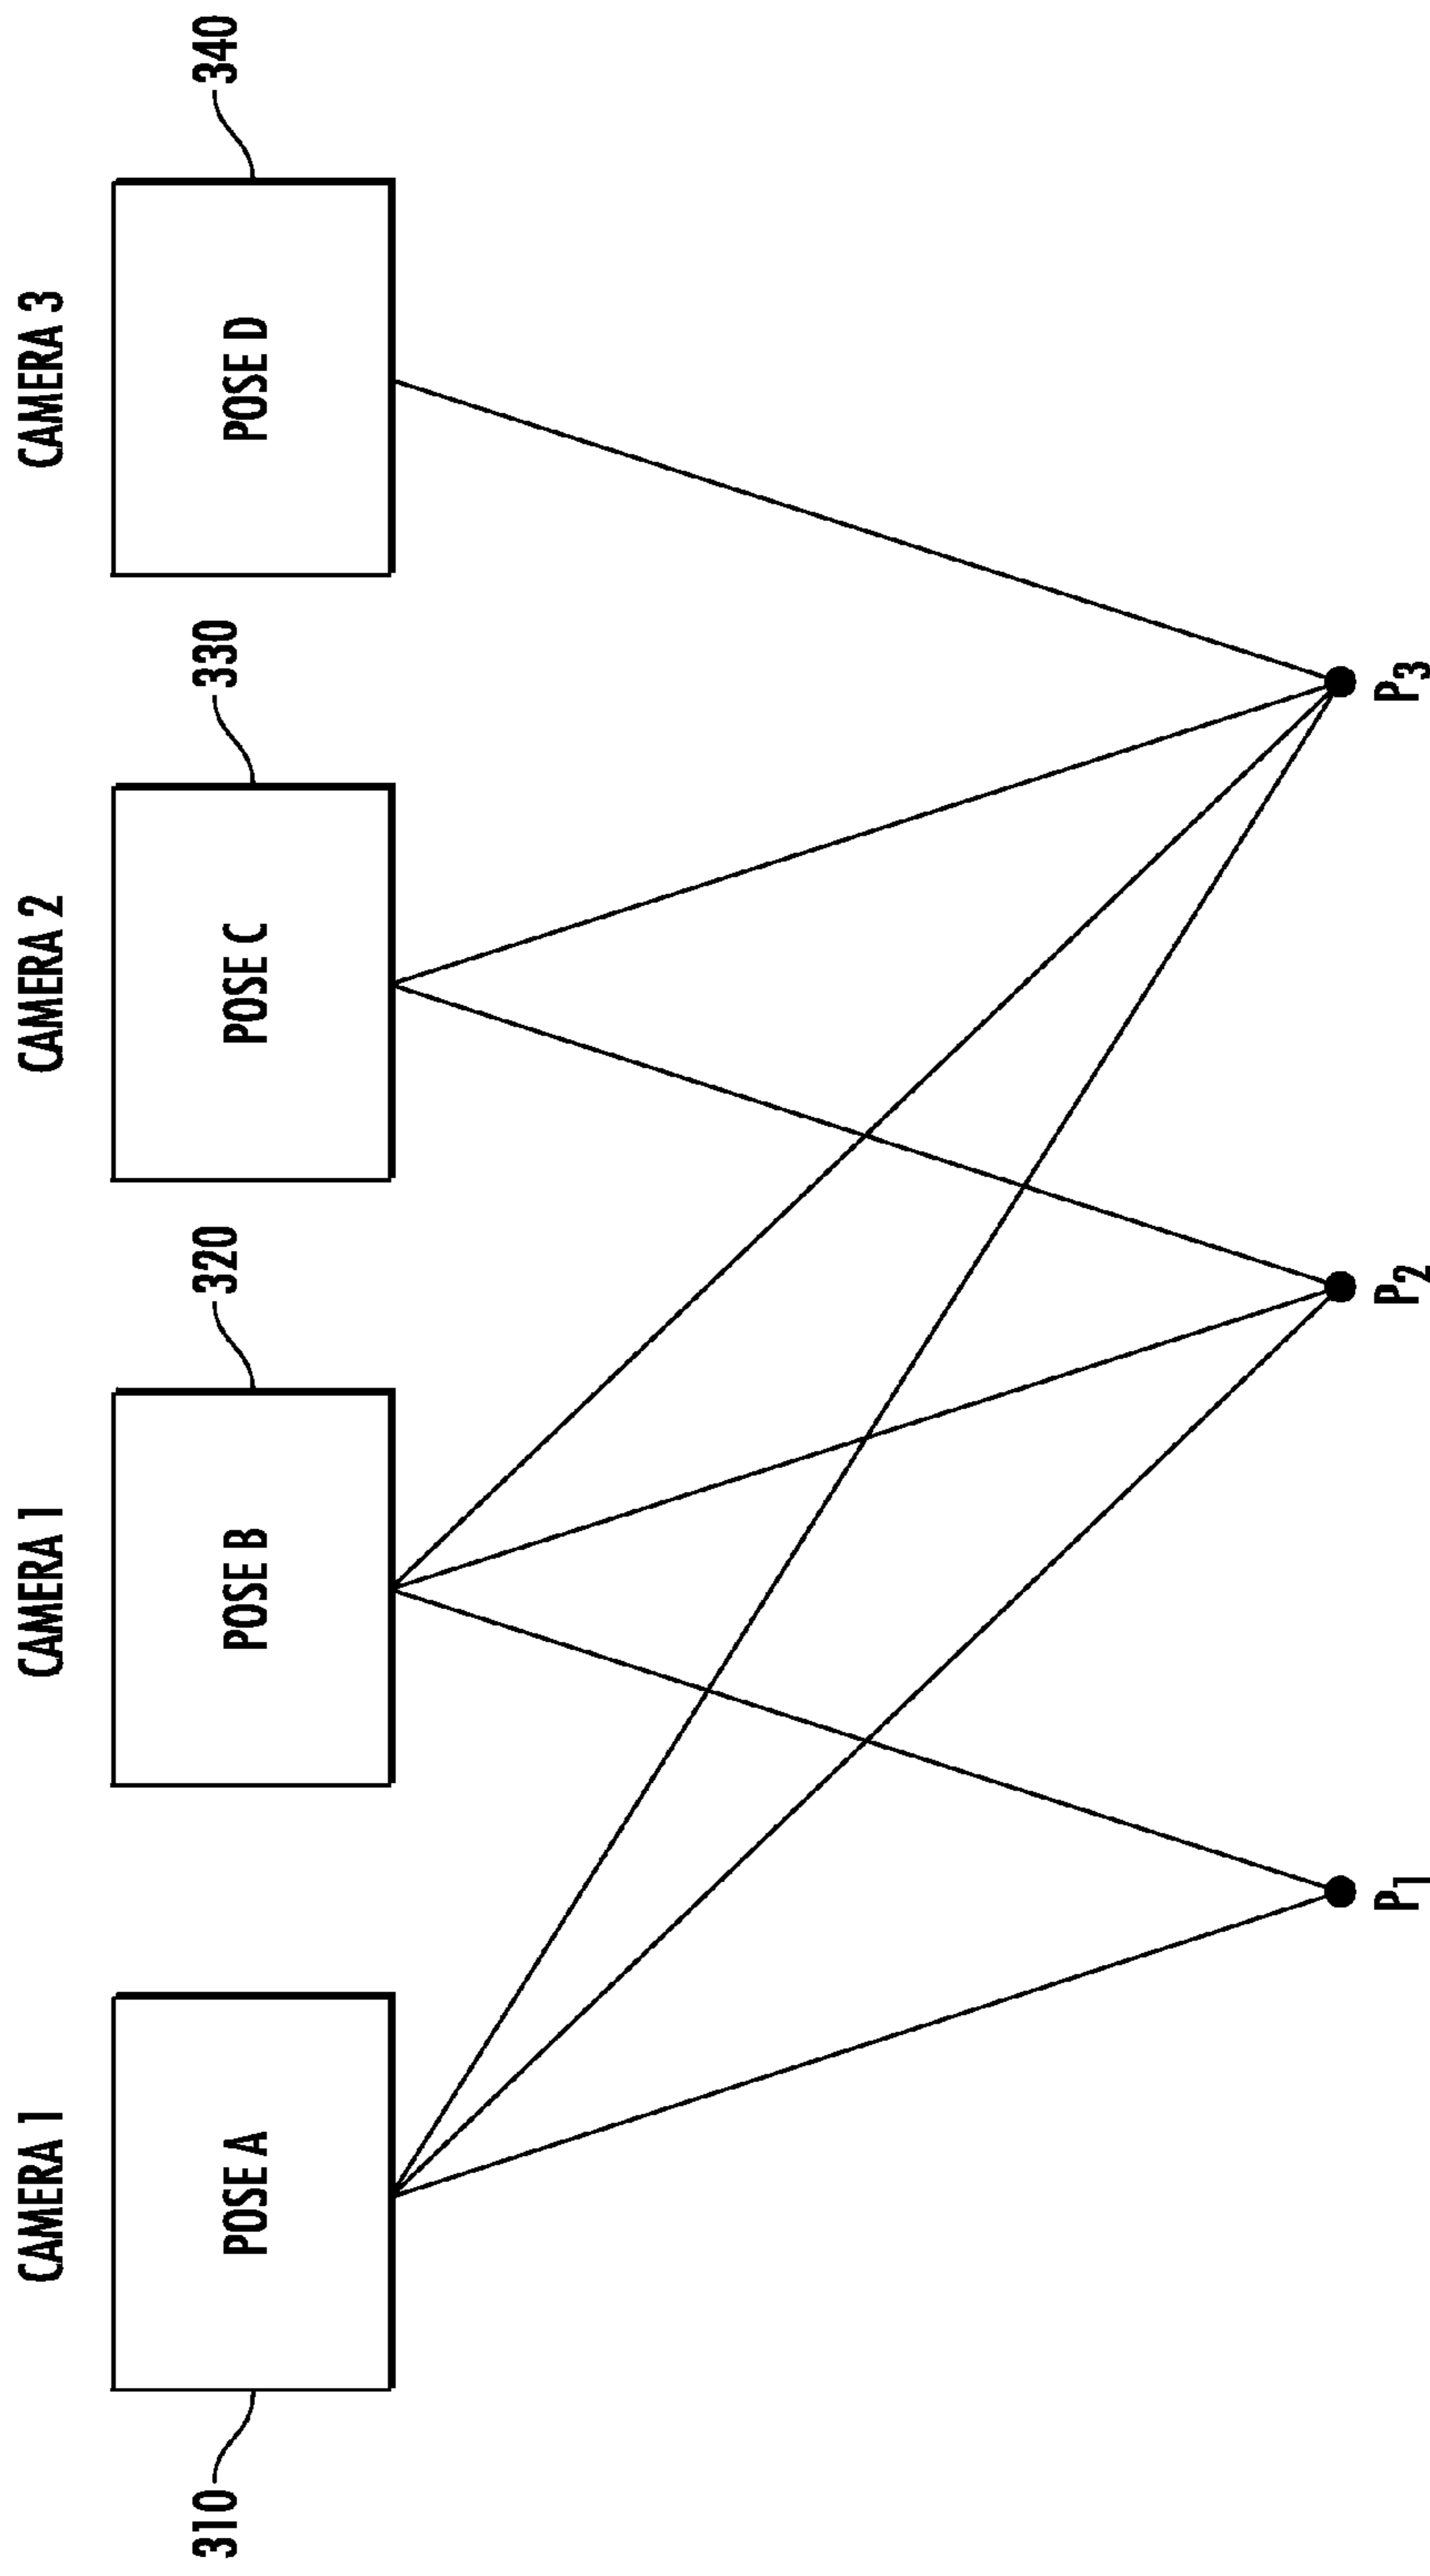 CAMERA 1
CAMERA 1
CAMERA 2
CAMERA 3
310
320
330
340
POSE A
POSE B
POSE C
POSE D
P1
P2
P3